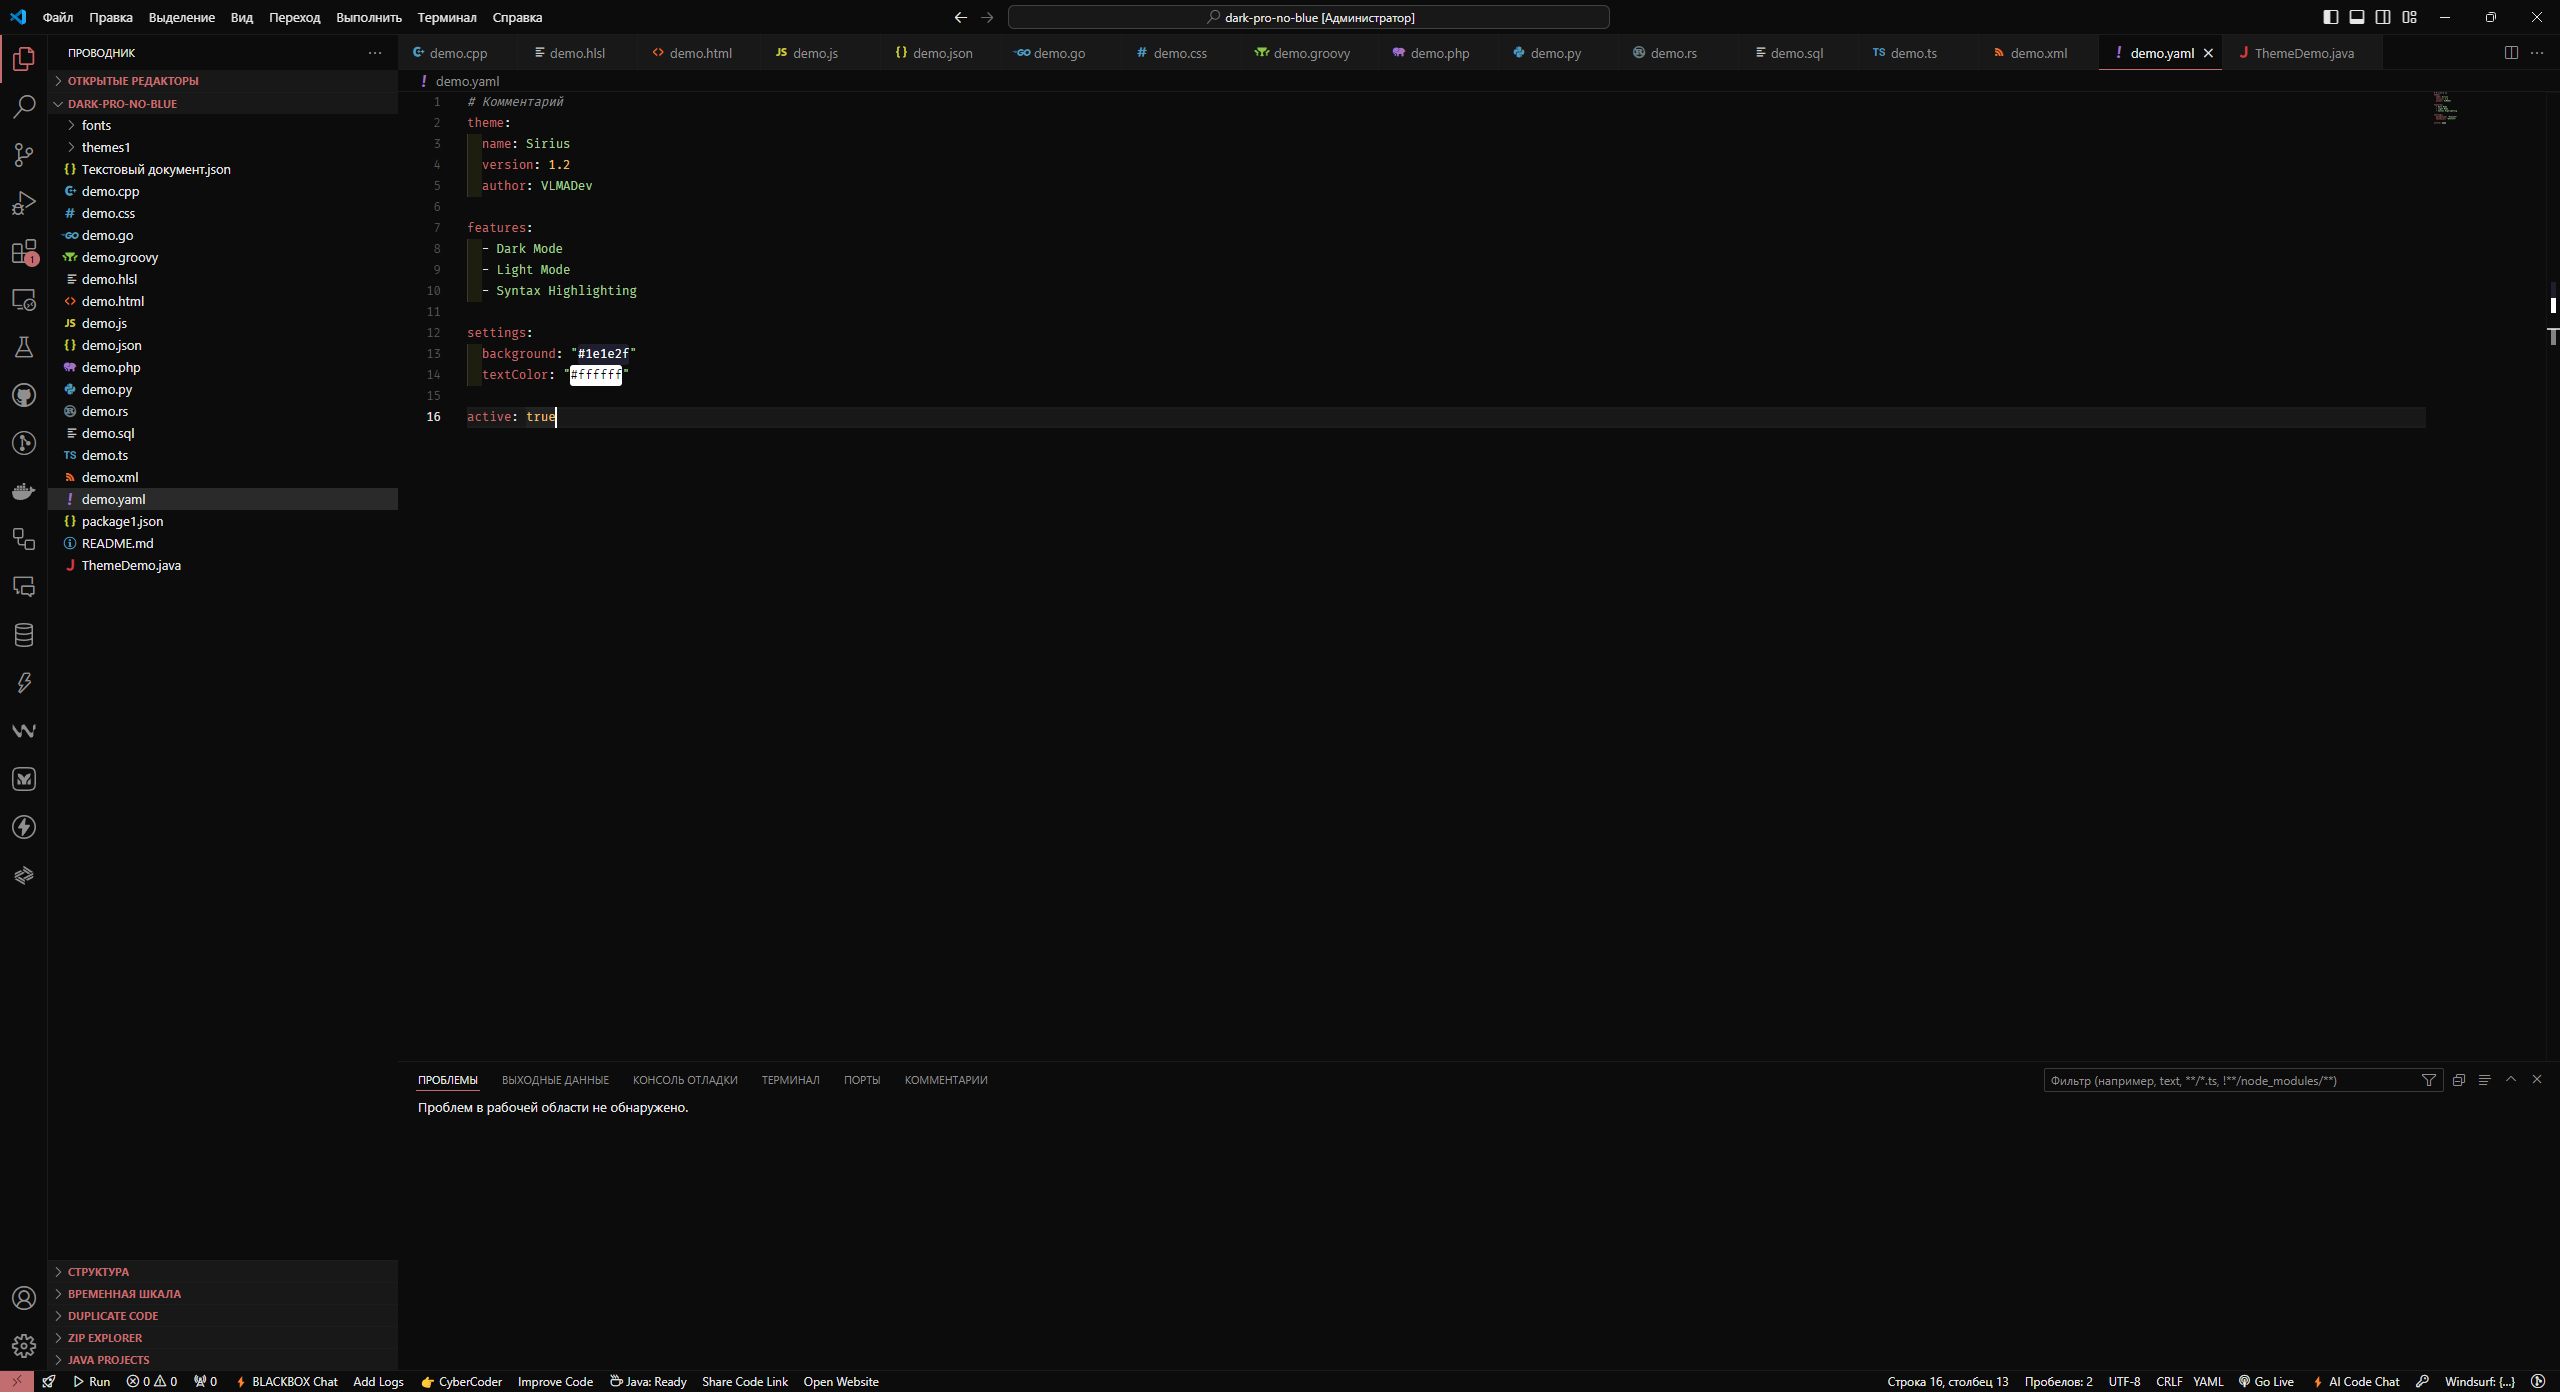 Файл Правка Выделение Вид Переход Выполнить Терминал Справка
dark-pro-no-blue [Администратор]
ПРОВОДНИК
ОТКРЫТЫЕ РЕДАКТОРЫ
DARK-PRO-NO-BLUE
fonts
themes1
Текстовый документ.json
demo.cpp
demo.css
demo.go
demo.groovy
demo.hlsl
demo.html
demo.js
demo.json
demo.php
demo.py
demo.rs
demo.sql
demo.ts
demo.xml
demo.yaml
package1.json
README.md
ThemeDemo.java
СТРУКТУРА
ВРЕМЕННАЯ ШКАЛА
DUPLICATE CODE
ZIP EXPLORER
JAVA PROJECTS
1
demo.cpp demo.hlsl demo.html JS demo.js {} demo.json GO demo.go # demo.css demo.groovy demo.php demo.py demo.rs demo.sql TS demo.ts demo.xml ! demo.yaml J ThemeDemo.java
! demo.yaml
1 # Комментарий
2 theme:
3 name: Sirius
4 version: 1.2
5 author: VLMADev
6
7 features:
8 - Dark Mode
9 - Light Mode
10 - Syntax Highlighting
11
12 settings:
13 background: "#1e1e2f"
14 textColor: "#ffffff"
15
16 active: true
ПРОБЛЕМЫ ВЫХОДНЫЕ ДАННЫЕ КОНСОЛЬ ОТЛАДКИ ТЕРМИНАЛ ПОРТЫ КОММЕНТАРИИ
Фильтр (например, text, **/*.ts, !**/node_modules/**)
Проблем в рабочей области не обнаружено.
Run 0 0 0 BLACKBOX Chat Add Logs CyberCoder Improve Code Java: Ready Share Code Link Open Website
Строка 16, столбец 13 Пробелов: 2 UTF-8 CRLF YAML Go Live AI Code Chat Windsurf: {...}